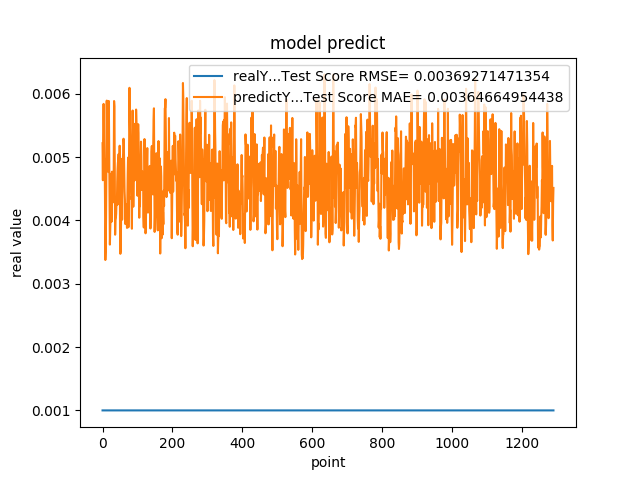 model predict
realY...Test Score RMSE= 0.00369271471354
predictY...Test Score MAE= 0.00364664954438
0.006
0.005
0.004
0.003
0.002
0.001
real value
0 200 400 600 800 1000 1200
point